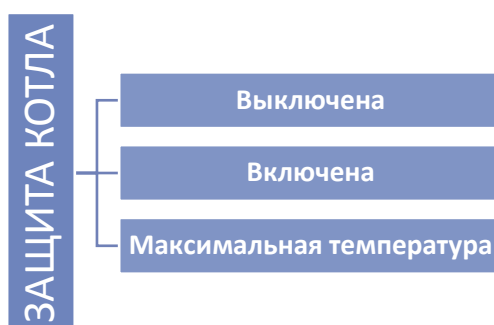 ЗАЩИТА КОТЛА
Выключена
Включена
Максимальная температура